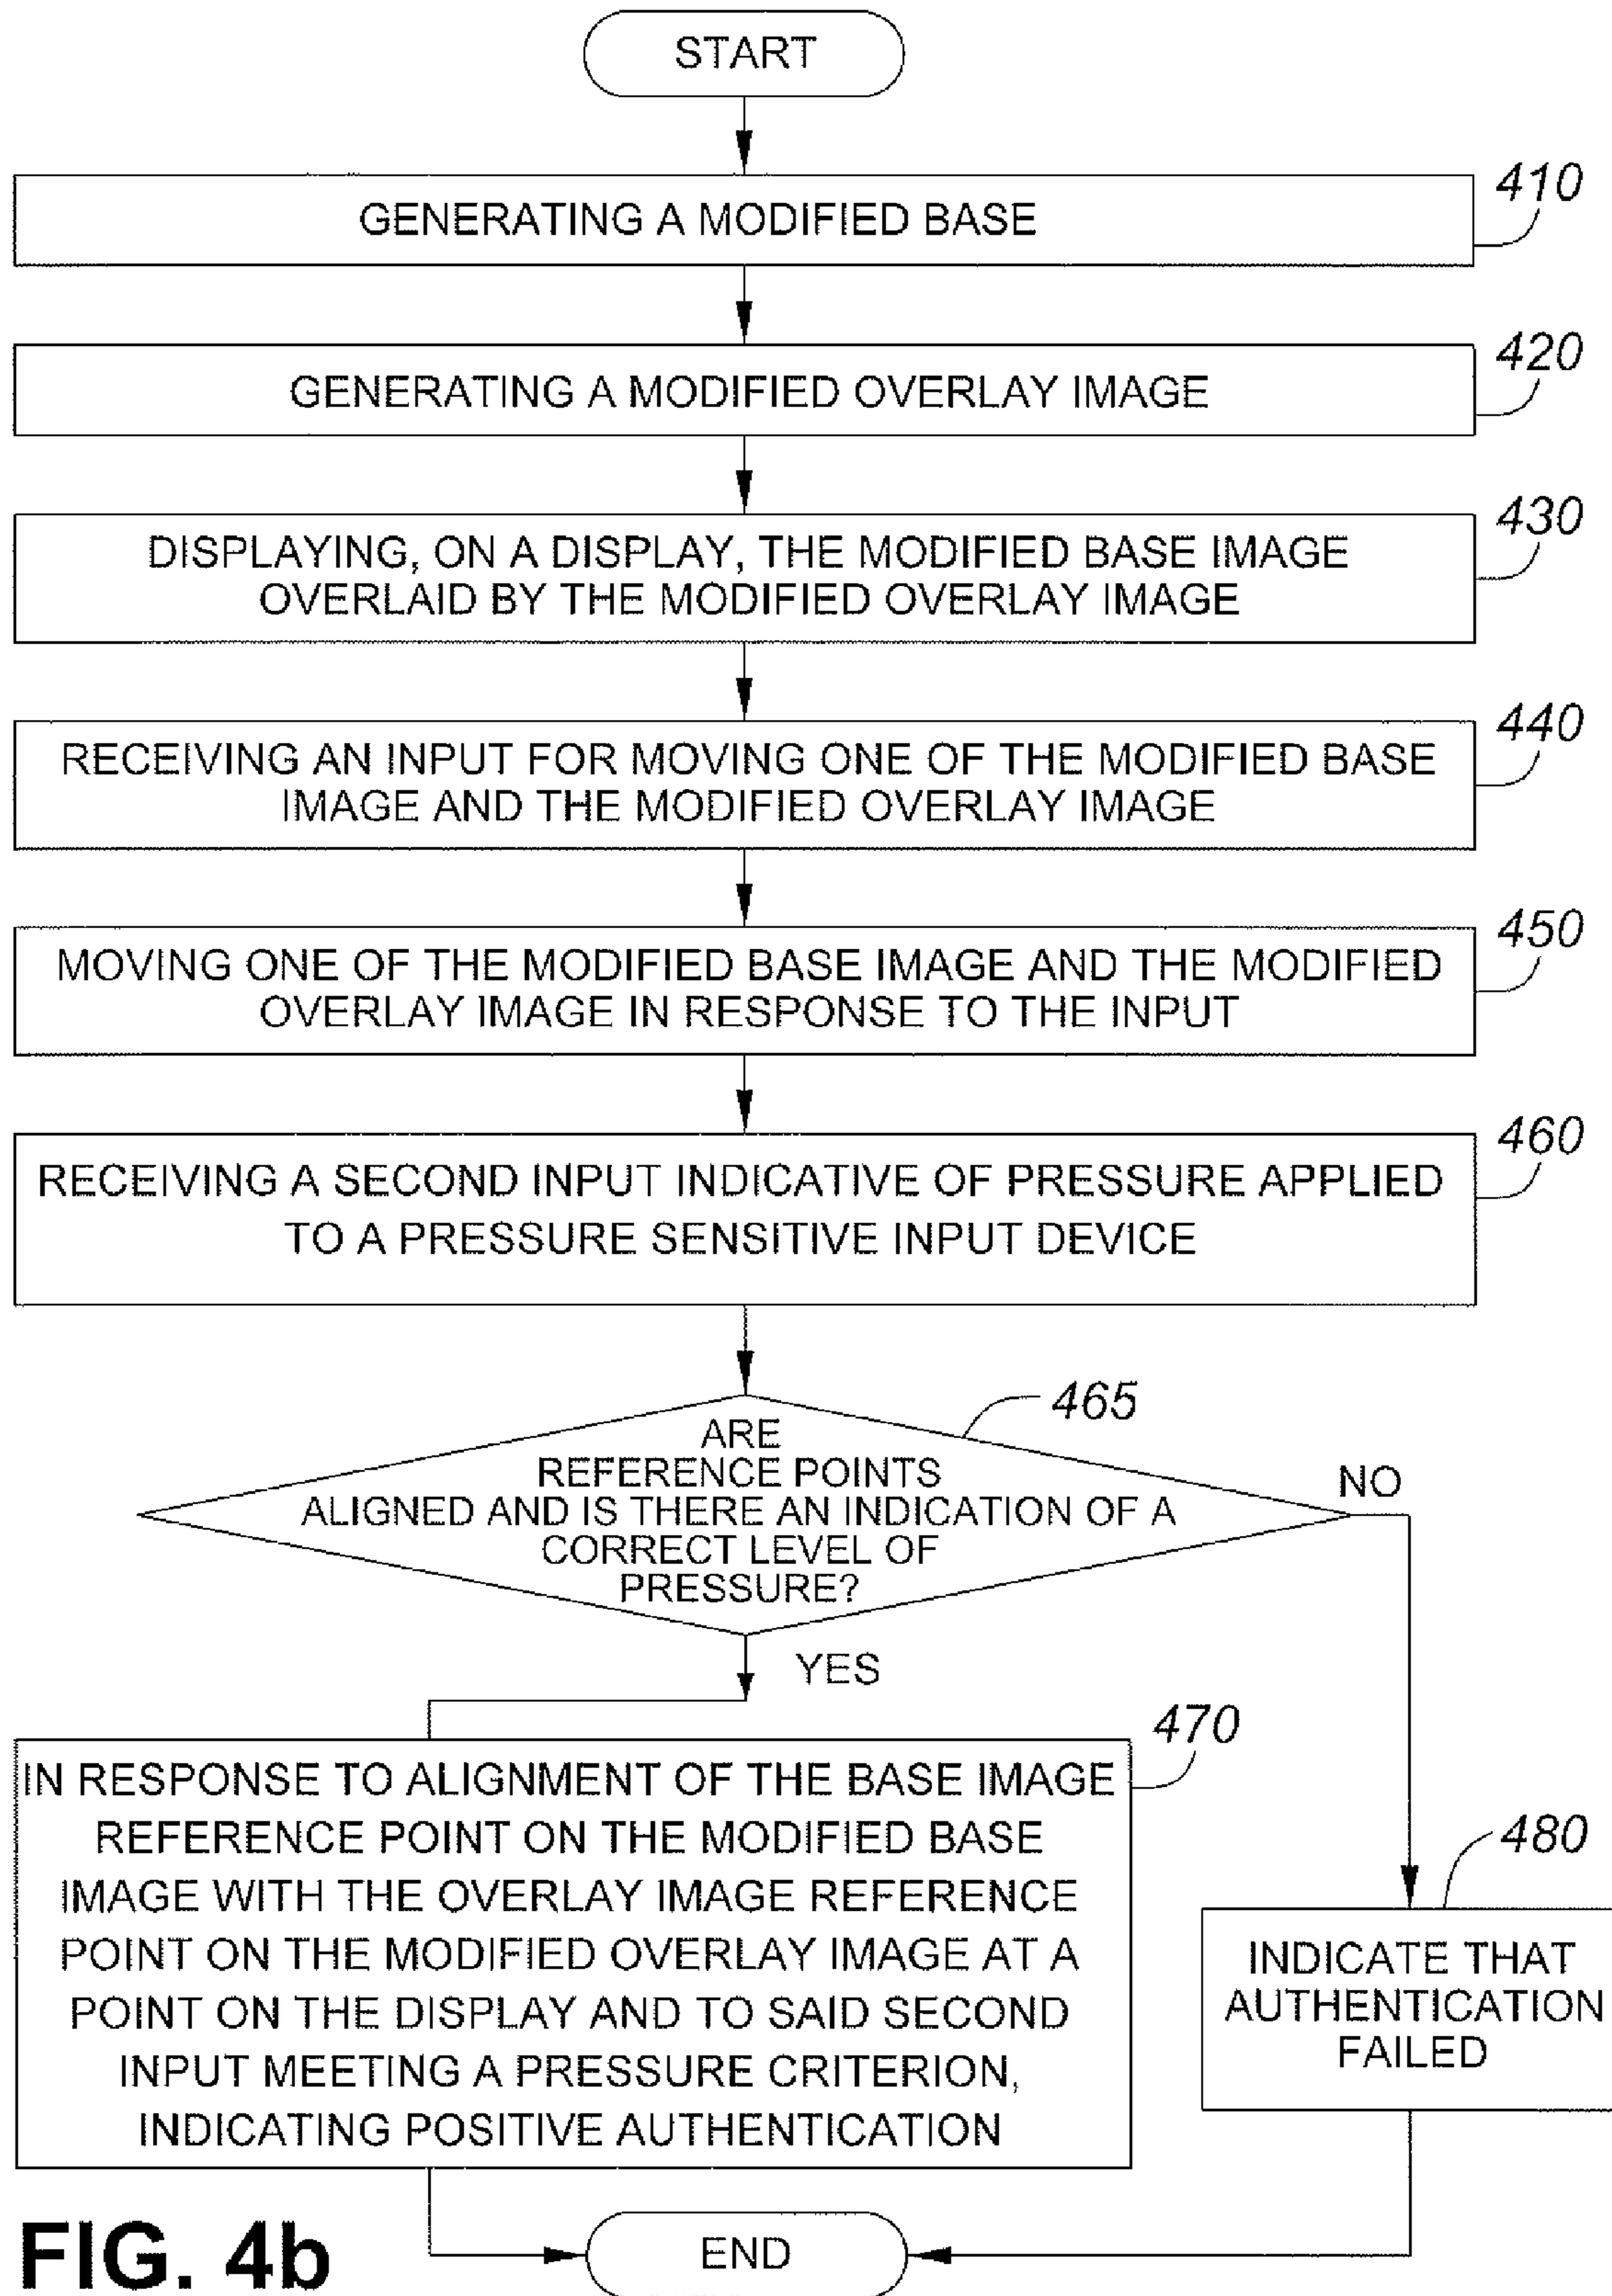 START
410
GENERATING A MODIFIED BASE
420
GENERATING A MODIFIED OVERLAY IMAGE
430
DISPLAYING, ON A DISPLAY, THE MODIFIED BASE IMAGE
OVERLAID BY THE MODIFIED OVERLAY IMAGE
440
RECEIVING AN INPUT FOR MOVING ONE OF THE MODIFIED BASE
IMAGE AND THE MODIFIED OVERLAY IMAGE
450
MOVING ONE OF THE MODIFIED BASE IMAGE AND THE MODIFIED
OVERLAY IMAGE IN RESPONSE TO THE INPUT
460
RECEIVING A SECOND INPUT INDICATIVE OF PRESSURE APPLIED
TO A PRESSURE SENSITIVE INPUT DEVICE
465
ARE
REFERENCE POINTS
ALIGNED AND IS THERE AN INDICATION OF A
CORRECT LEVEL OF
PRESSURE?
NO
YES
470
IN RESPONSE TO ALIGNMENT OF THE BASE IMAGE
REFERENCE POINT ON THE MODIFIED BASE
IMAGE WITH THE OVERLAY IMAGE REFERENCE
POINT ON THE MODIFIED OVERLAY IMAGE AT A
POINT ON THE DISPLAY AND TO SAID SECOND
INPUT MEETING A PRESSURE CRITERION,
INDICATING POSITIVE AUTHENTICATION
480
INDICATE THAT
AUTHENTICATION
FAILED
END
FIG. 4b